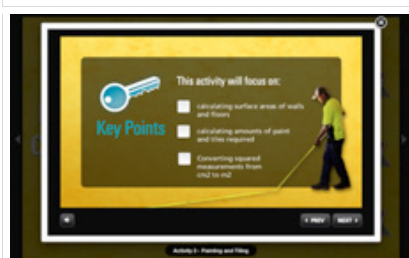 This activity will focus on:
Key Points
calculating surface areas of walls
and floors
calculating amounts of paint
and tiles required
Converting squared
measurements from
cm2 to m2
PREV
NEXT
Activity 2 - Painting and Tiling